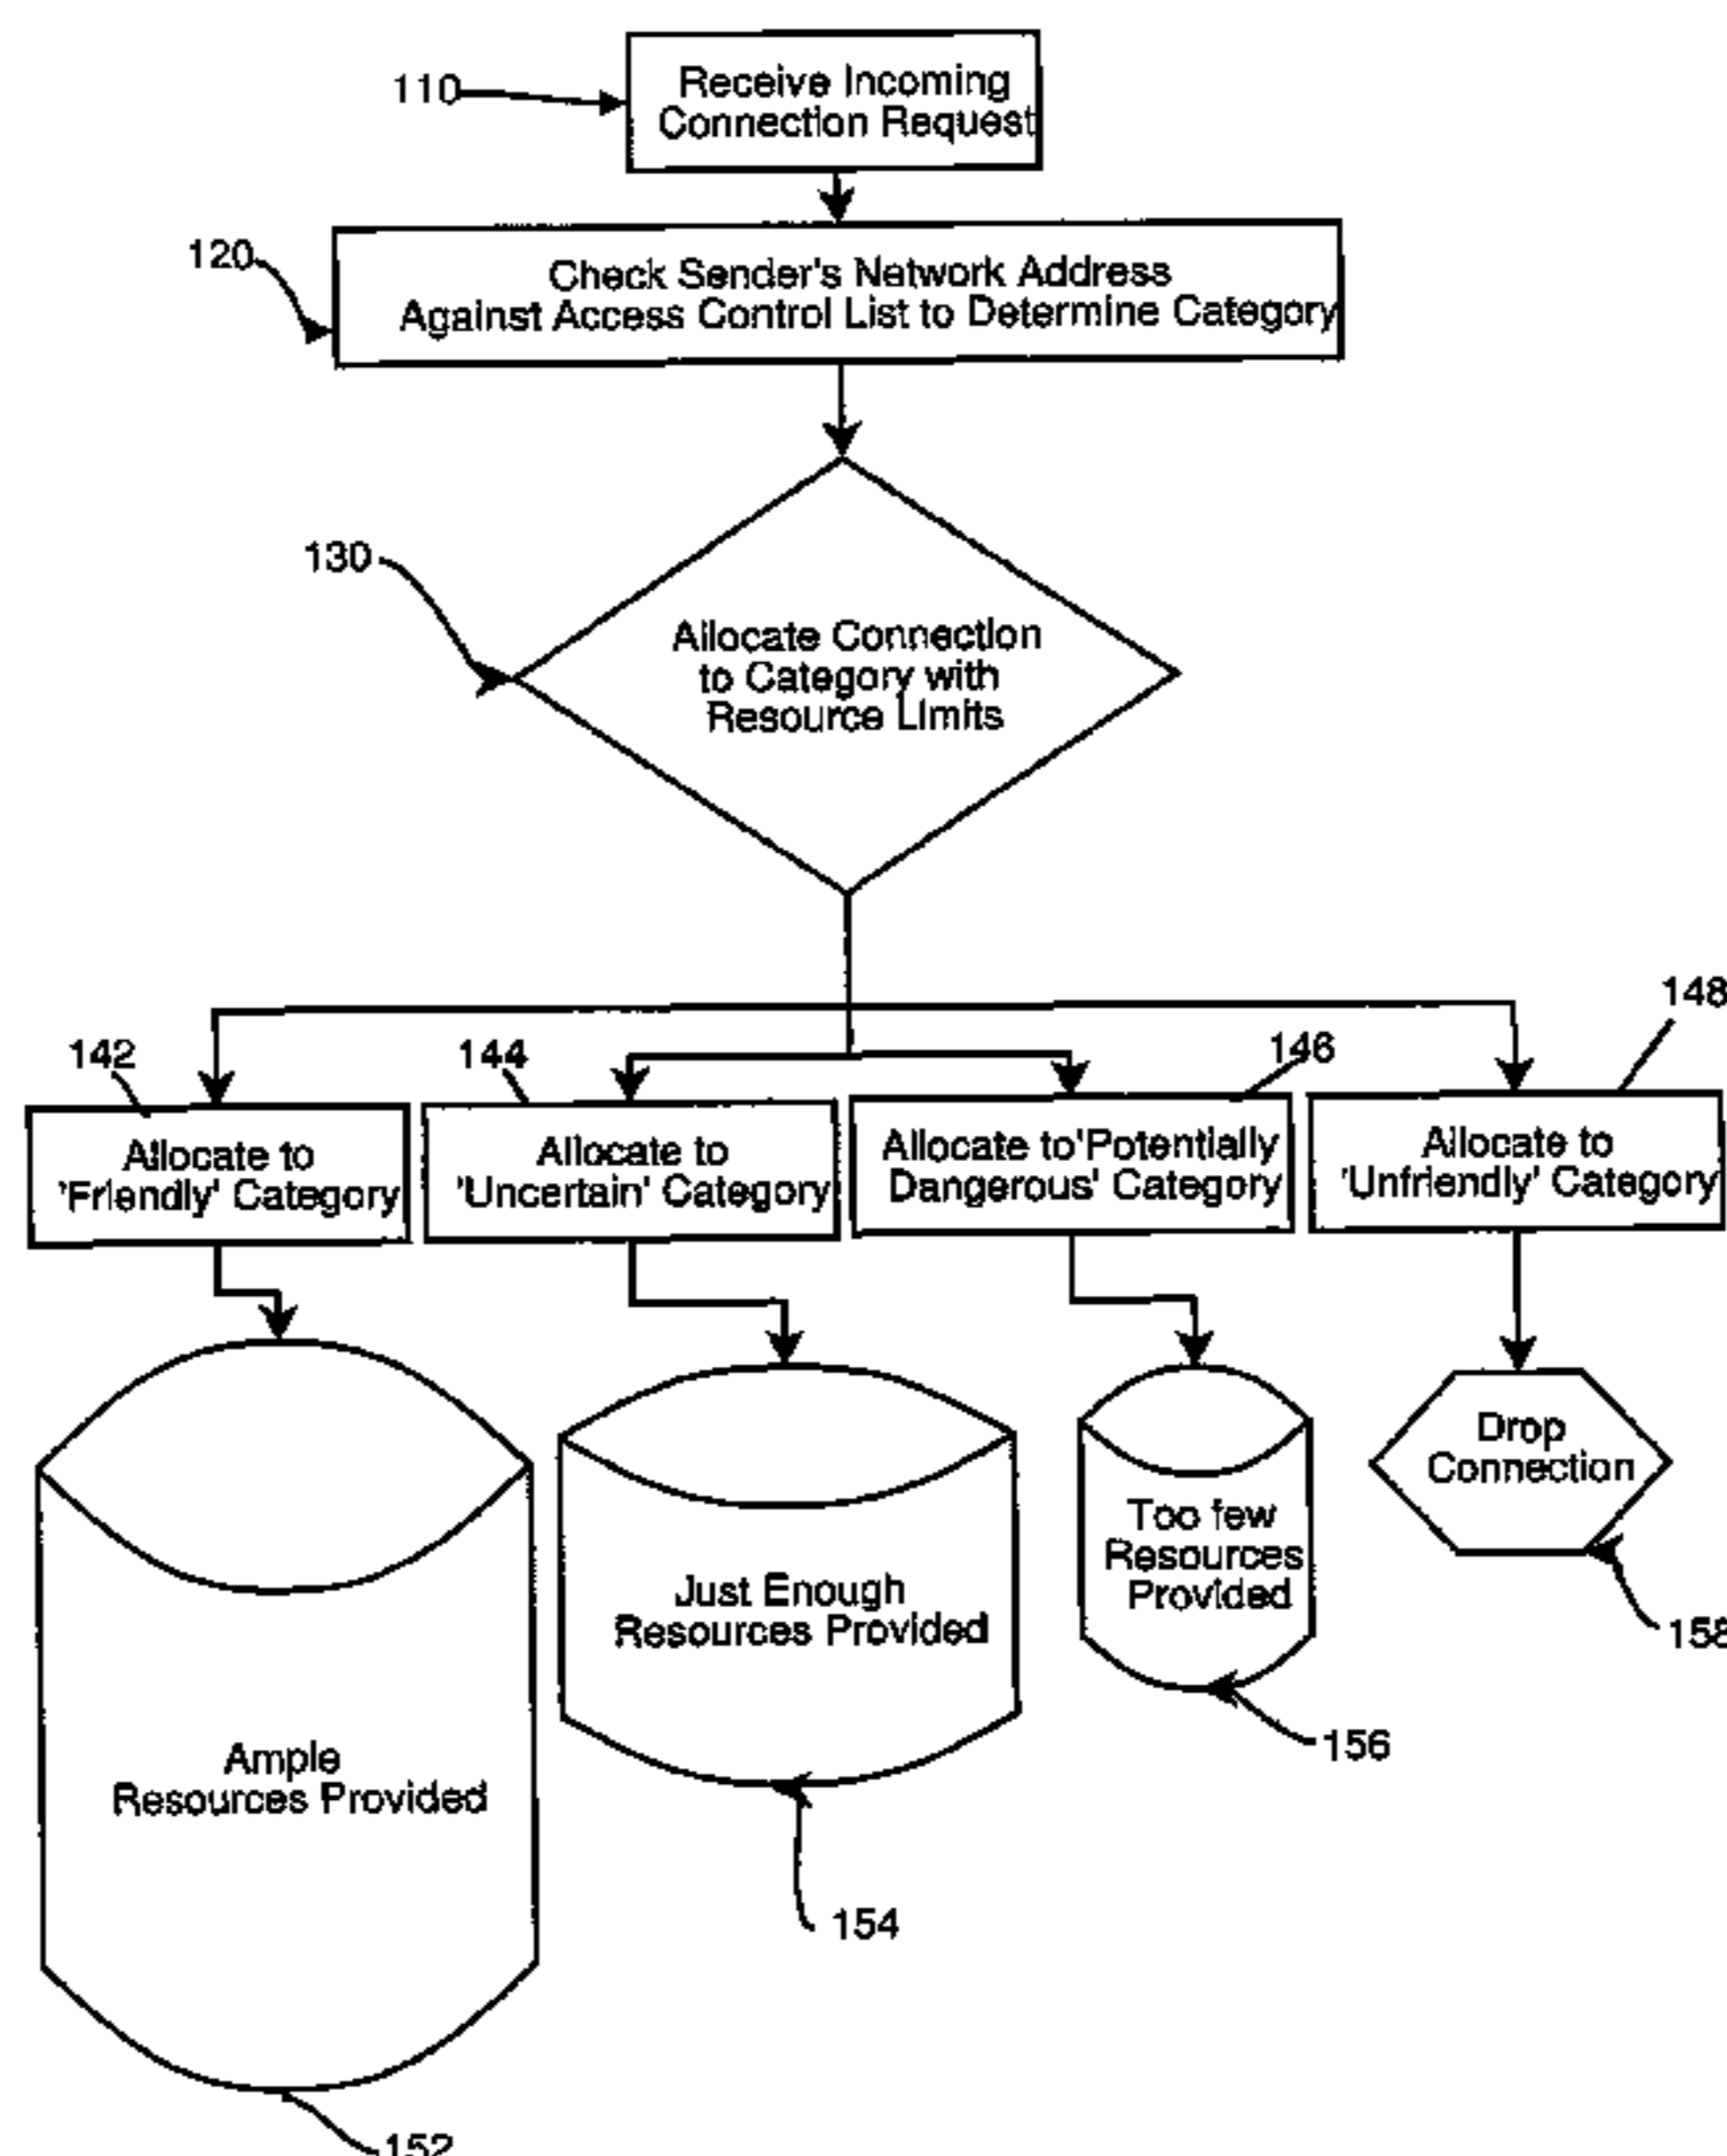 110
Receive Incoming
Connection Request
120
Check Sender's Network Address
Against Access Control List to Determine Category
130
Allocate Connection
to Category with
Resource Limits
142
144
146
148
Allocate to
'Friendly' Category
Allocate to
'Uncertain' Category
Allocate to 'Potentially
Dangerous' Category
Allocate to
'Unfriendly' Category
Ample
Resources Provided
Just Enough
Resources Provided
Too few
Resources
Provided
Drop
Connection
158
156
154
152